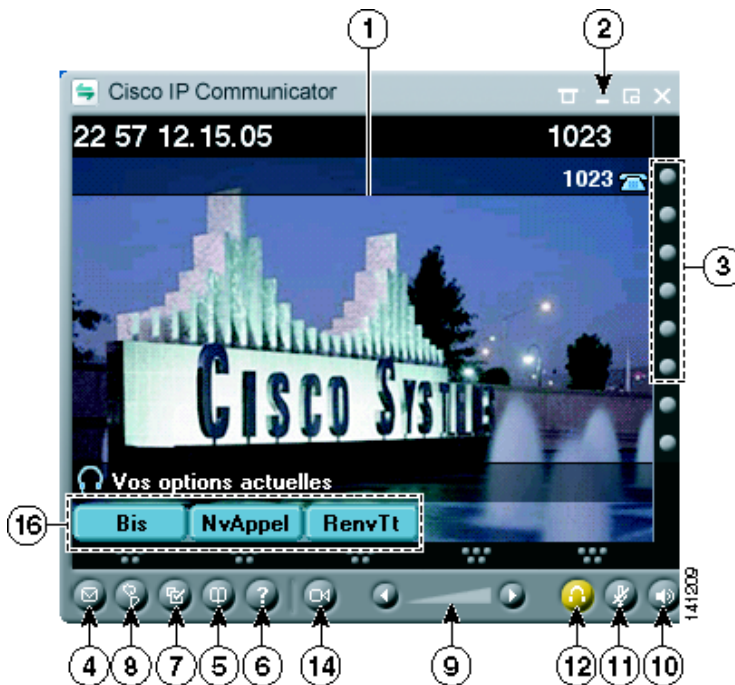 1 2
Cisco IP Communicator
22 57 12.15.05 1023
1023
3
CISCO SYSTEMS
Vos options actuelles
16
Bis NvAppel RenvTt
141209
4 8 7 5 6 14 9 12 11 10